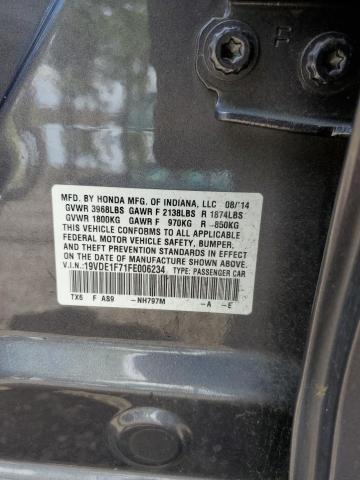 F
MFD. BY HONDA MFG. OF INDIANA, LLC 08/'14
GVWR 3968LBS GAWR F 2138LBS R 1874LBS
GVWR 1800KG GAWR F 970KG R 850KG
THIS VEHICLE CONFORMS TO ALL APPLICABLE
FEDERAL MOTOR VEHICLE SAFETY, BUMPER,
AND THEFT PREVENTION STANDARDS IN EFFECT
ON THE DATE OF MANUFACTURE SHOWN ABOVE.
V.I.N.: 19VDE1F71FE006234 TYPE: PASSENGER CAR
TX6 F AS9 -NH797M -A -E